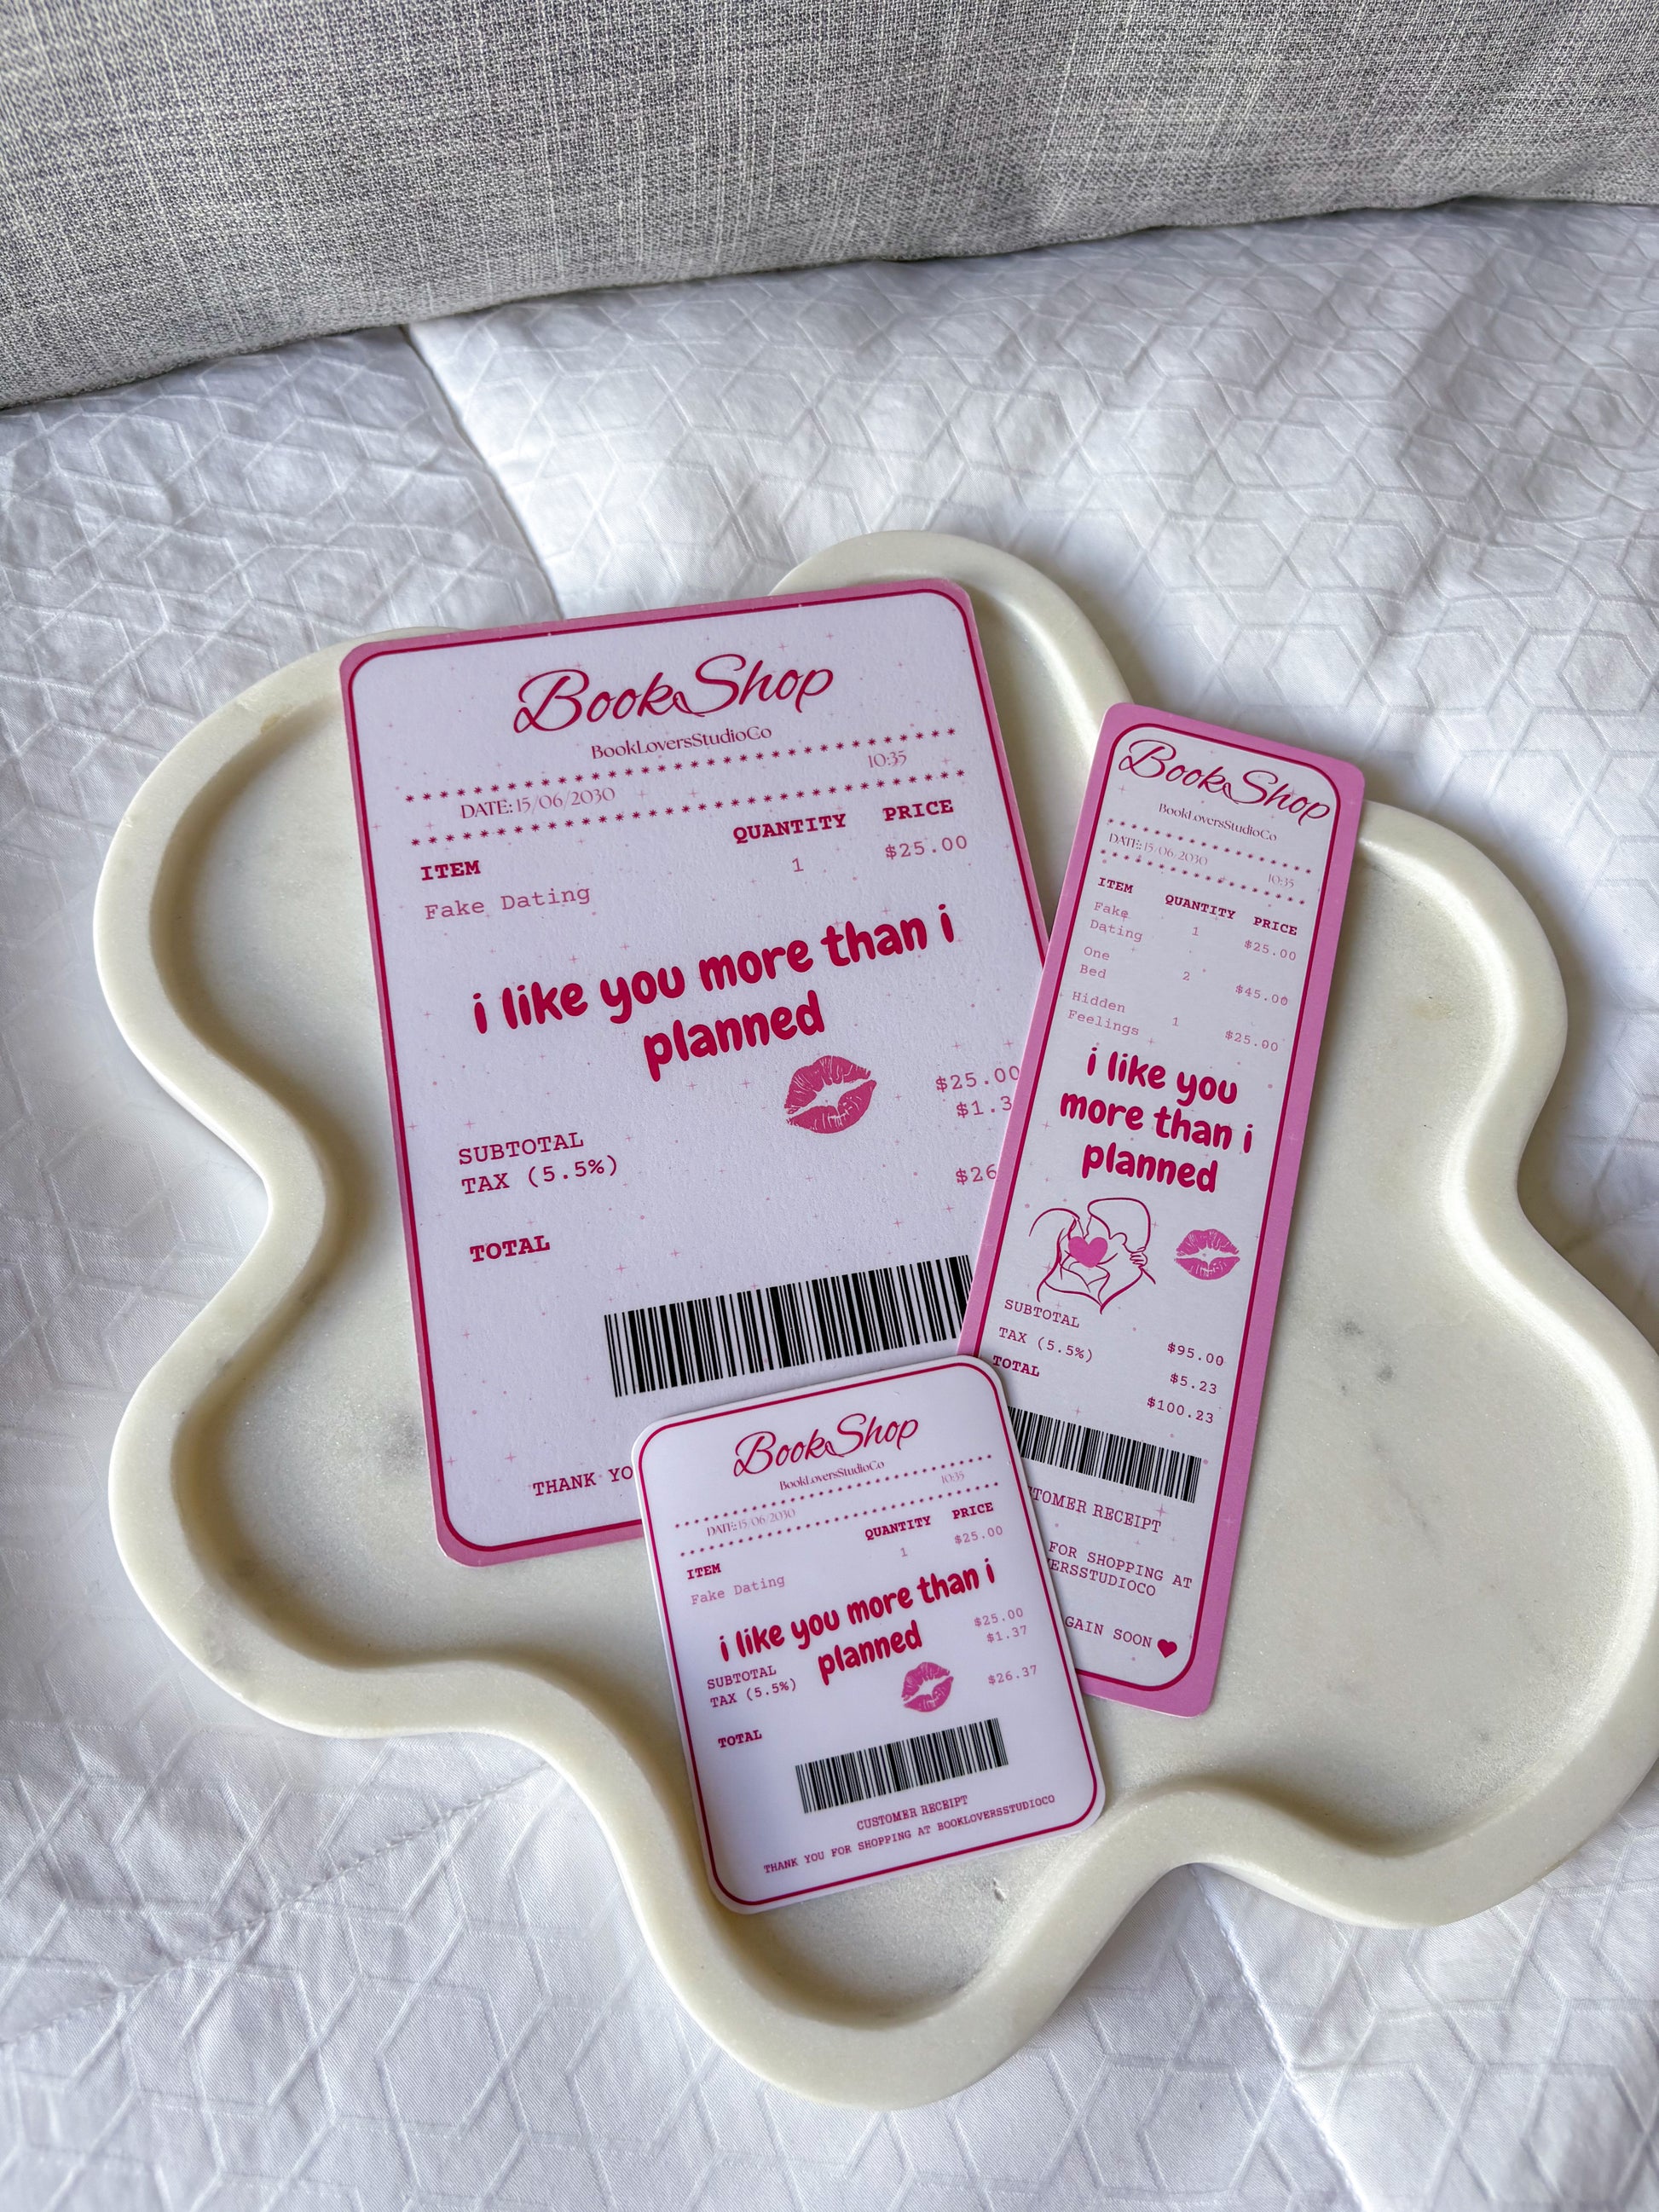 BookShop
BookLoversStudioCo
DATE: 15/06/2030 10:35
ITEM QUANTITY PRICE
Fake Dating 1 $25.00
i like you more than i
planned
SUBTOTAL $25.00
TAX (5.5%) $1.3
TOTAL $26
THANK YO
BookShop
BookLoversStudioCo
DATE: 15/06/2030 10:35
ITEM QUANTITY PRICE
Fake
Dating 1 $25.00
One
Bed 2 $45.00
Hidden
Feelings 1 $25.00
i like you
more than i
planned
SUBTOTAL $95.00
TAX (5.5%) $5.23
TOTAL $100.23
TOMER RECEIPT
FOR SHOPPING AT
ERSSTUDIOCO
GAIN SOON
BookShop
BookLoversStudioCo
DATE: 15/06/2030 10:35
ITEM QUANTITY PRICE
Fake Dating 1 $25.00
i like you more than i
planned
SUBTOTAL $25.00
TAX (5.5%) $1.37
TOTAL $26.37
CUSTOMER RECEIPT
THANK YOU FOR SHOPPING AT BOOKLOVERSSTUDIOCO